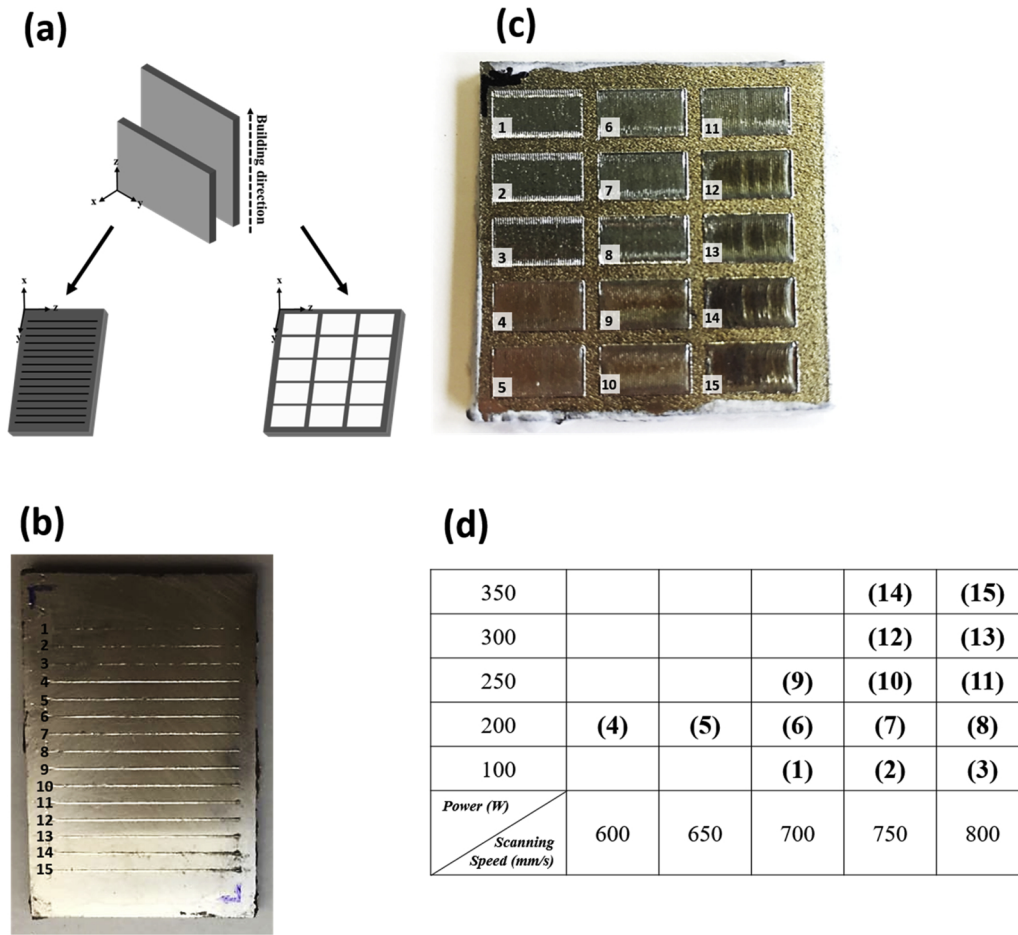 (a)
Building direction
z
x
y
x
z
y
x
z
y
(b)
1
2
3
4
5
6
7
8
9
10
11
12
13
14
15
(c)
1
6
11
2
7
12
3
8
13
4
9
14
5
10
15
(d)
350 (14) (15)
300 (12) (13)
250 (9) (10) (11)
200 (4) (5) (6) (7) (8)
100 (1) (2) (3)
Power (W)
Scanning
Speed (mm/s)
600 650 700 750 800